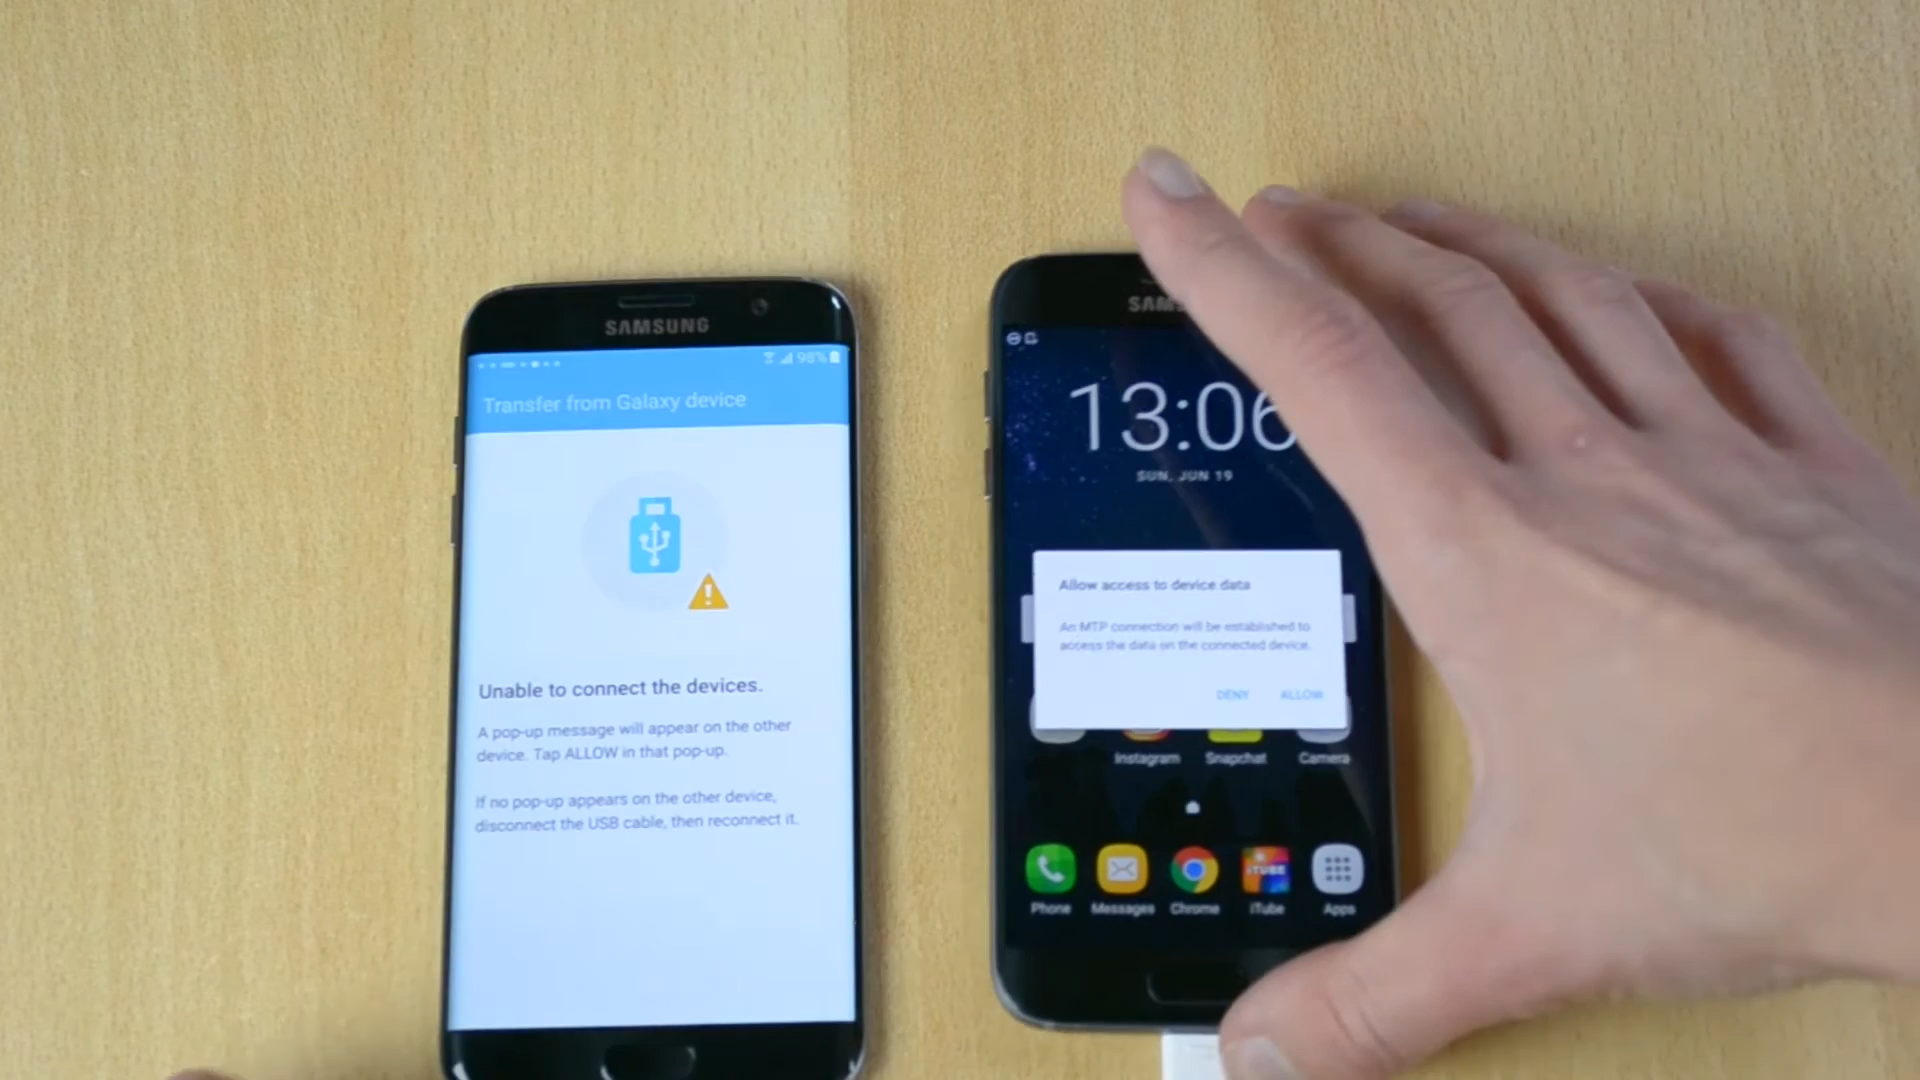 SAMSUNG
98%
Transfer from Galaxy device
Unable to connect the devices.
A pop-up message will appear on the other
device. Tap ALLOW in that pop-up.
If no pop-up appears on the other device,
disconnect the USB cable, then reconnect it.
SAMS
13:06
SUN, JUN 19
Allow access to device data
An MTP connection will be established to
access the data on the connected device.
DENY ALLOW
Instagram Snapchat Camera
iTUBE
Phone Messages Chrome iTube Apps